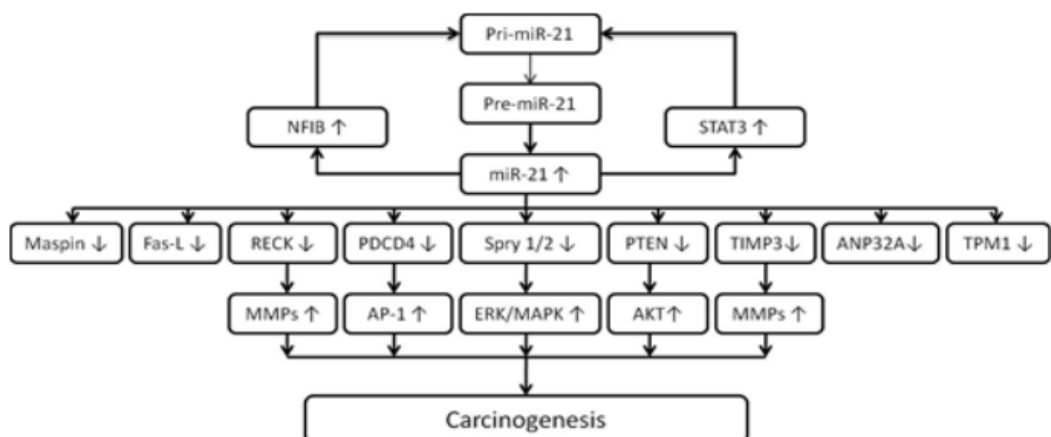 Pri-miR-21
Pre-miR-21
NFIB ↑
STAT3 ↑
miR-21 ↑
Maspin ↓
Fas-L ↓
RECK ↓
PDCD4 ↓
Spry 1/2 ↓
PTEN ↓
TIMP3↓
ANP32A↓
TPM1 ↓
MMPs ↑
AP-1 ↑
ERK/MAPK ↑
AKT↑
MMPs ↑
Carcinogenesis